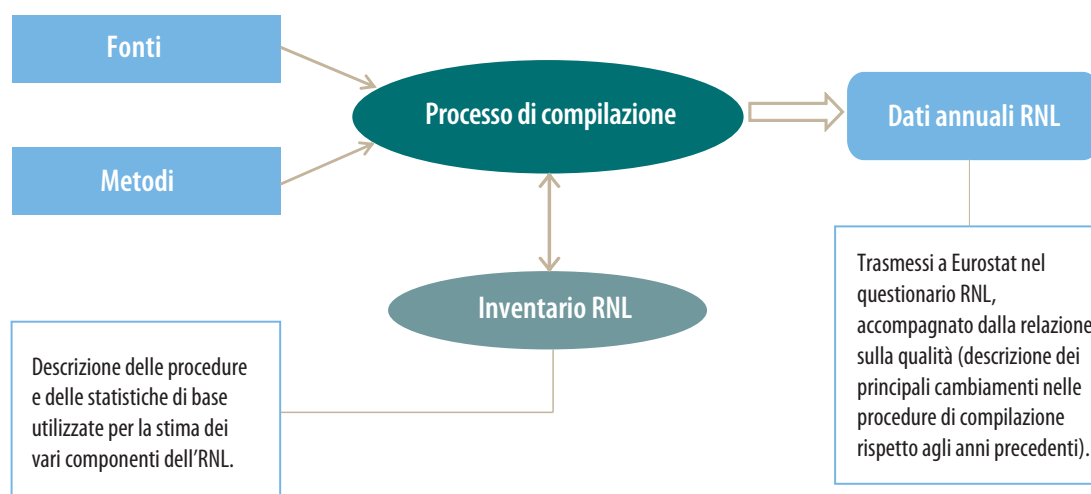 Fonti
Metodi
Processo di compilazione
Dati annuali RNL
Inventario RNL
Descrizione delle procedure
e delle statistiche di base
utilizzate per la stima dei
vari componenti dell'RNL.
Trasmessi a Eurostat nel
questionario RNL,
accompagnato dalla relazione
sulla qualità (descrizione dei
principali cambiamenti nelle
procedure di compilazione
rispetto agli anni precedenti).